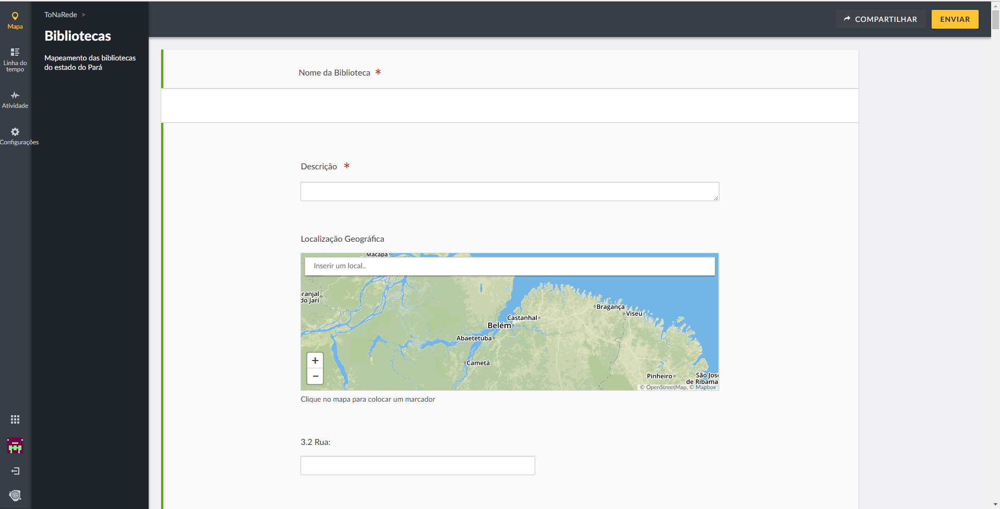 Mapa
Linha do
tempo
Atividade
Configurações
ToNaRede >
Bibliotecas
Mapeamento das bibliotecas
do estado do Pará
COMPARTILHAR
ENVIAR
Nome da Biblioteca *
Descrição *
Localização Geográfica
Macapá
Inserir um local..
aranjal
do Jari
Bragança
Viseu
Castanhal
Belém
Abaetetuba
Cametá
+
−
Pinheiro
São Jos
de Ribama
© OpenStreetMap, © Mapbox
Clique no mapa para colocar um marcador
3.2 Rua: